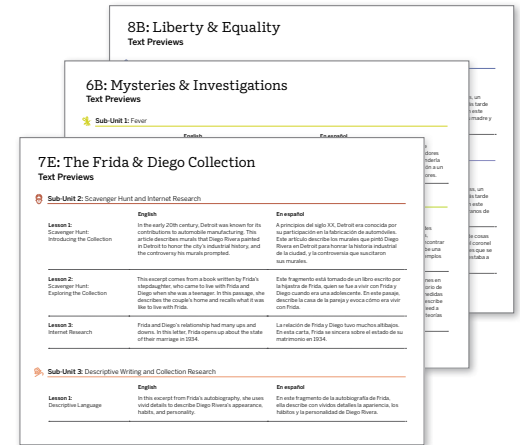 8B: Liberty & Equality
Text Previews
6B: Mysteries & Investigations
Text Previews
Sub-Unit 1: Fever
English
En español
7E: The Frida & Diego Collection
Text Previews
Sub-Unit 2: Scavenger Hunt and Internet Research
English
En español
Lesson 1:
Scavenger Hunt:
Introducing the Collection
In the early 20th century, Detroit was known for its
contributions to automobile manufacturing. This
article describes murals that Diego Rivera painted
in Detroit to honor the city's industrial history, and
the controversy his murals prompted.
A principios del siglo XX, Detroit era conocida por
su participación en la fabricación de automóviles.
Este artículo describe los murales que pintó Diego
Rivera en Detroit para honrar la historia industrial
de la ciudad, y la controversia que suscitaron
sus murales.
Lesson 2:
Scavenger Hunt:
Exploring the Collection
This excerpt comes from a book written by Frida's
stepdaughter, who came to live with Frida and
Diego when she was a teenager. In this passage, she
describes the couple's home and recalls what it was
like to live with Frida.
Este fragmento está tomado de un libro escrito por
la hijastra de Frida, quien se fue a vivir con Frida y
Diego cuando era una adolescente. En este pasaje,
describe la casa de la pareja y evoca cómo era vivir
con Frida.
Lesson 3:
Internet Research
Frida and Diego's relationship had many ups and
downs. In this letter, Frida opens up about the state
of their marriage in 1934.
La relación de Frida y Diego tuvo muchos altibajos.
En esta carta, Frida se sincera sobre el estado de su
matrimonio en 1934.
Sub-Unit 3: Descriptive Writing and Collection Research
English
En español
Lesson 1:
Descriptive Language
In this excerpt from Frida's autobiography, she uses
vivid details to describe Diego Rivera's appearance,
habits, and personality.
En este fragmento de la autobiografía de Frida,
ella describe con vívidos detalles la apariencia, los
hábitos y la personalidad de Diego Rivera.